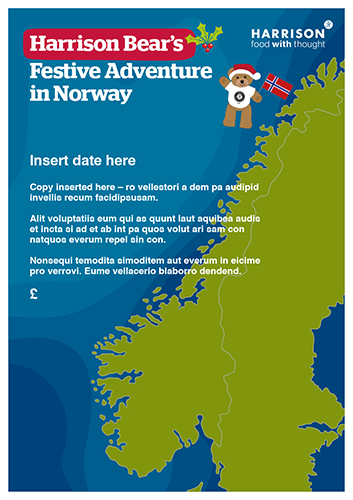 Harrison Bear's
Festive Adventure
in Norway
HARRISON
food with thought
Insert date here
Copy inserted here – ro vellestori a dem pa audipid
invellis recum facidipsusam.
Alit voluptatiis eum qui as quunt laut aquibea audis
et incta si ad et ab int pa quos volut ari sam con
natquos everum repel sin con.
Nonsequi temodita simoditem aut everum in eicime
pro verrovi. Eume vellacerio blaborro dendend.
£